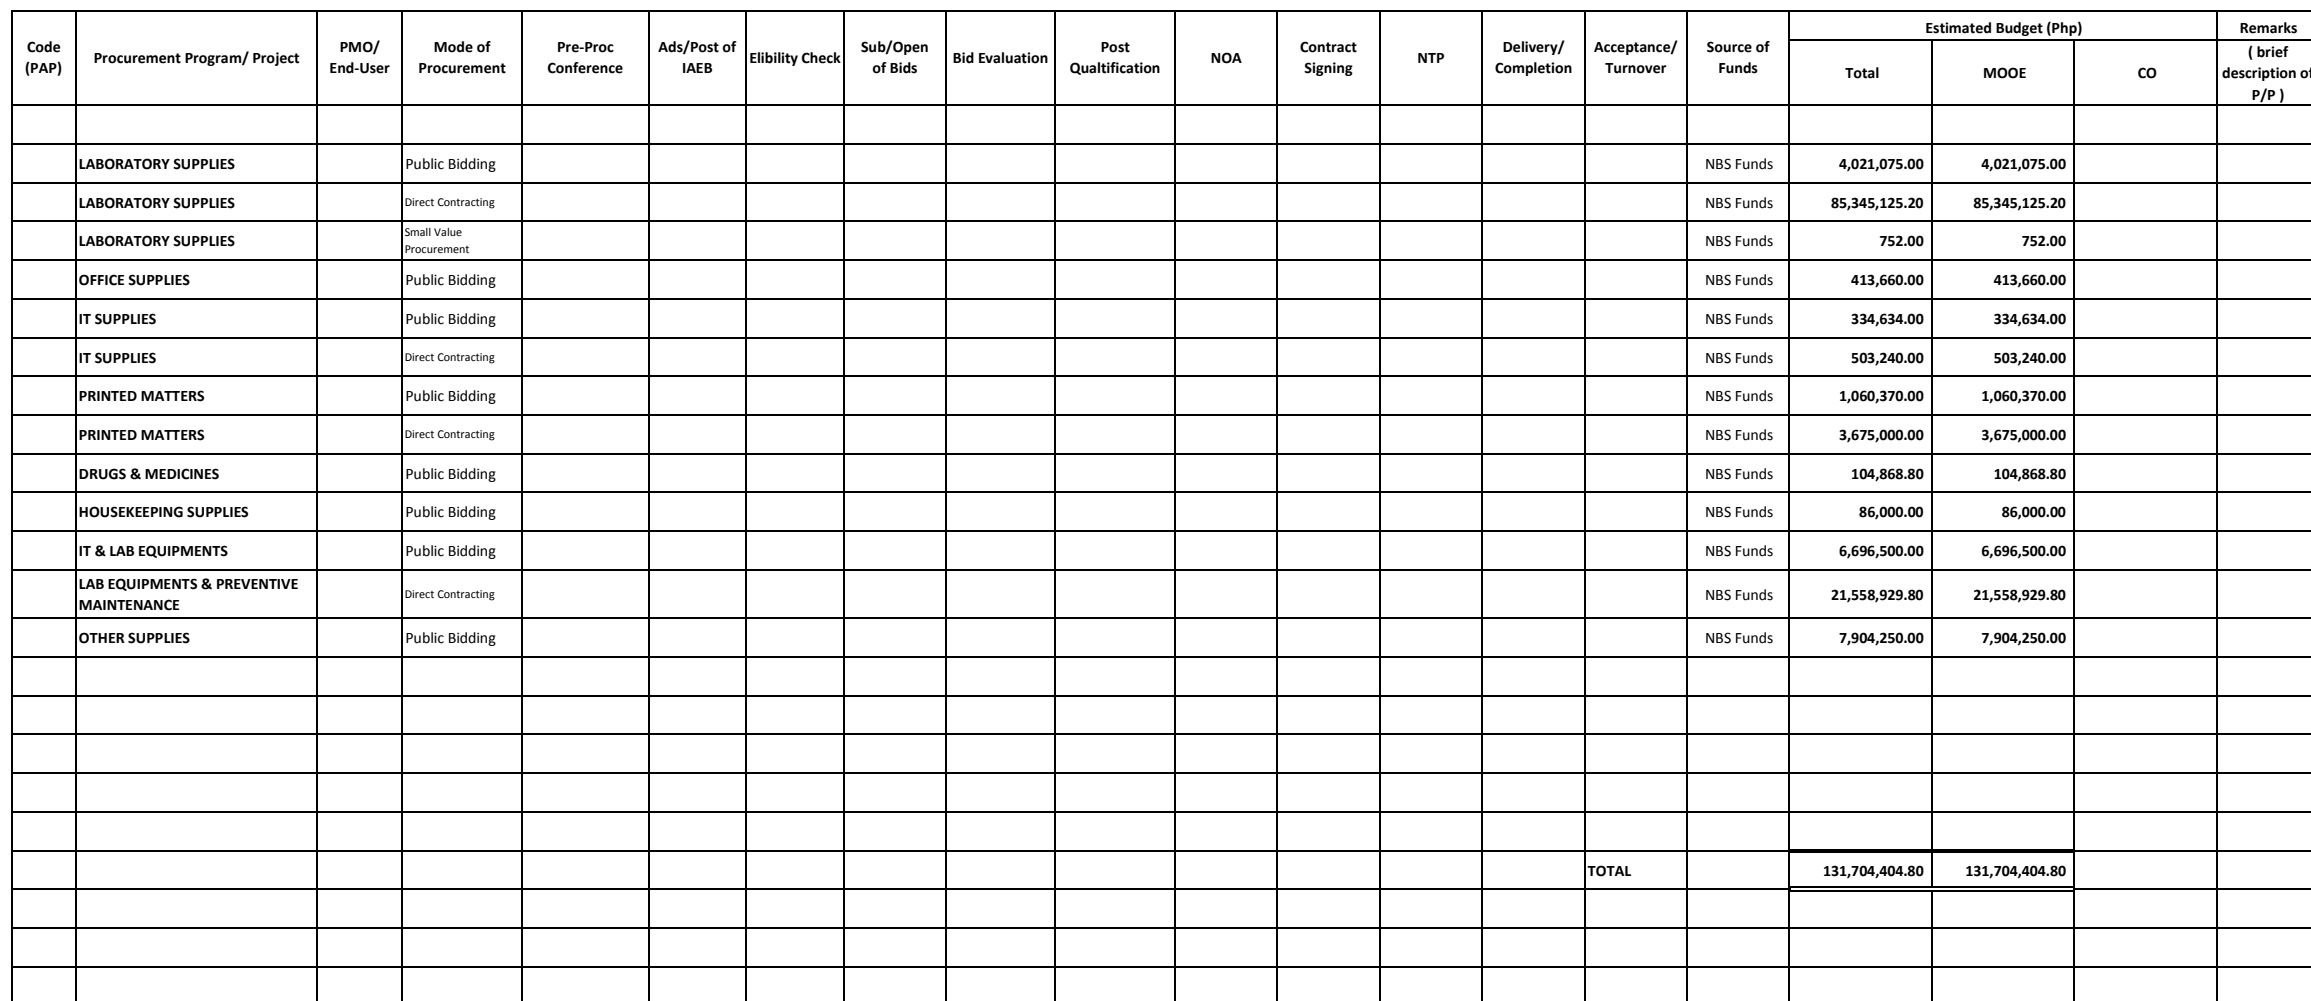 Code (PAP) Procurement Program/ Project PMO/ End-User Mode of Procurement Pre-Proc Conference Ads/Post of IAEB Elibility Check Sub/Open of Bids Bid Evaluation Post Qualtification NOA Contract Signing NTP Delivery/ Completion Acceptance/ Turnover Source of Funds Estimated Budget (Php) Remarks
Total MOOE CO ( brief description of P/P )
LABORATORY SUPPLIES Public Bidding NBS Funds 4,021,075.00 4,021,075.00
LABORATORY SUPPLIES Direct Contracting NBS Funds 85,345,125.20 85,345,125.20
LABORATORY SUPPLIES Small Value Procurement NBS Funds 752.00 752.00
OFFICE SUPPLIES Public Bidding NBS Funds 413,660.00 413,660.00
IT SUPPLIES Public Bidding NBS Funds 334,634.00 334,634.00
IT SUPPLIES Direct Contracting NBS Funds 503,240.00 503,240.00
PRINTED MATTERS Public Bidding NBS Funds 1,060,370.00 1,060,370.00
PRINTED MATTERS Direct Contracting NBS Funds 3,675,000.00 3,675,000.00
DRUGS & MEDICINES Public Bidding NBS Funds 104,868.80 104,868.80
HOUSEKEEPING SUPPLIES Public Bidding NBS Funds 86,000.00 86,000.00
IT & LAB EQUIPMENTS Public Bidding NBS Funds 6,696,500.00 6,696,500.00
LAB EQUIPMENTS & PREVENTIVE MAINTENANCE Direct Contracting NBS Funds 21,558,929.80 21,558,929.80
OTHER SUPPLIES Public Bidding NBS Funds 7,904,250.00 7,904,250.00
TOTAL 131,704,404.80 131,704,404.80